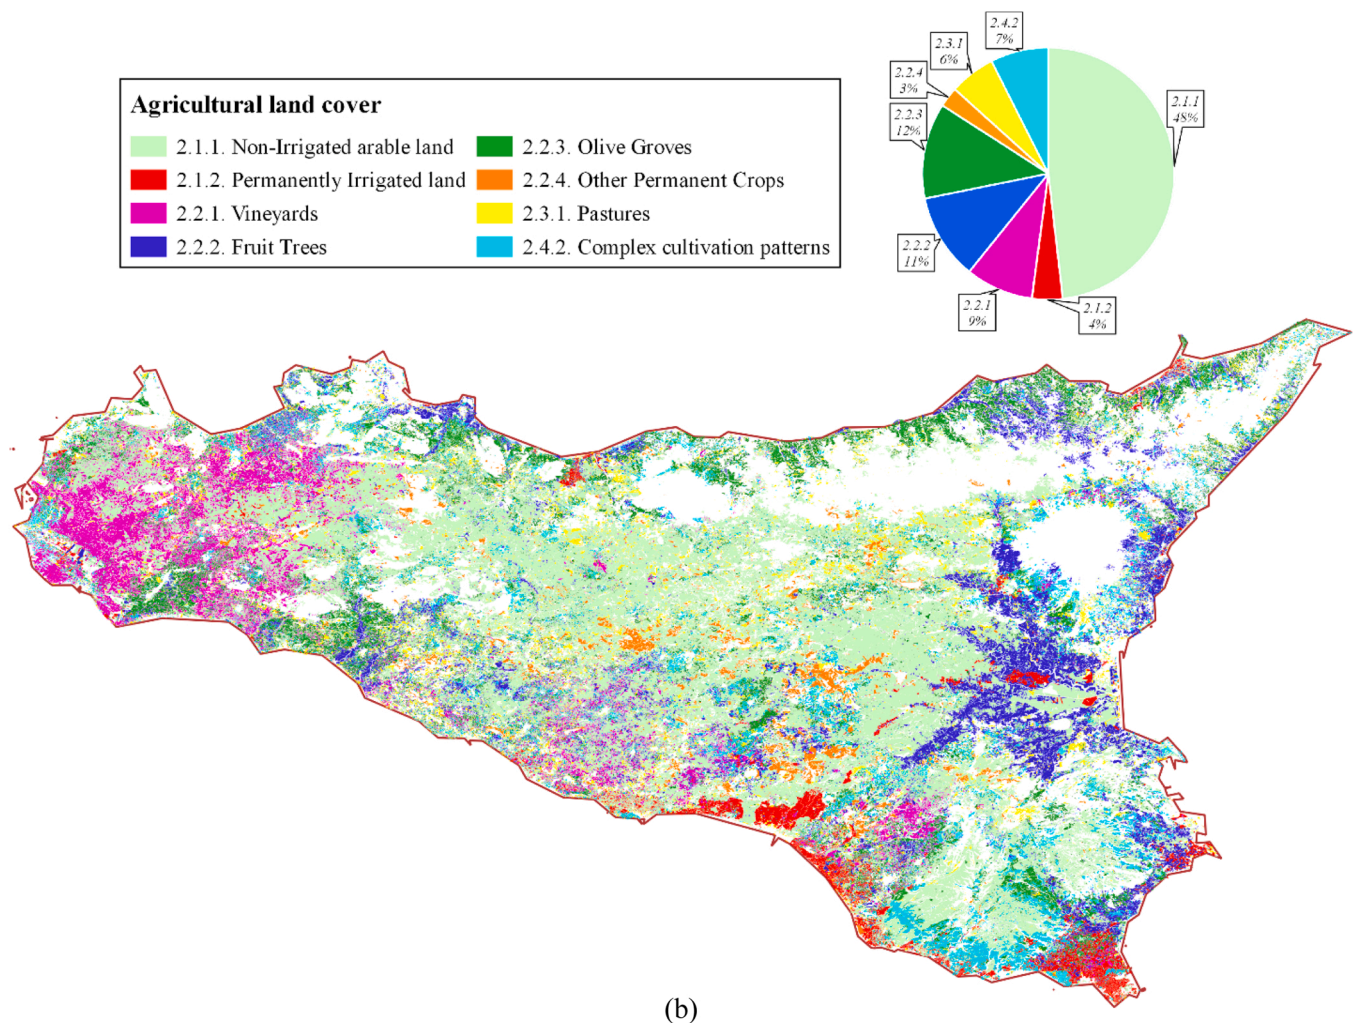 Agricultural land cover
2.1.1. Non-Irrigated arable land
2.1.2. Permanently Irrigated land
2.2.1. Vineyards
2.2.2. Fruit Trees
2.2.3. Olive Groves
2.2.4. Other Permanent Crops
2.3.1. Pastures
2.4.2. Complex cultivation patterns
2.4.2
7%
2.3.1
6%
2.2.4
3%
2.2.3
12%
2.2.2
11%
2.2.1
9%
2.1.2
4%
2.1.1
48%
(b)